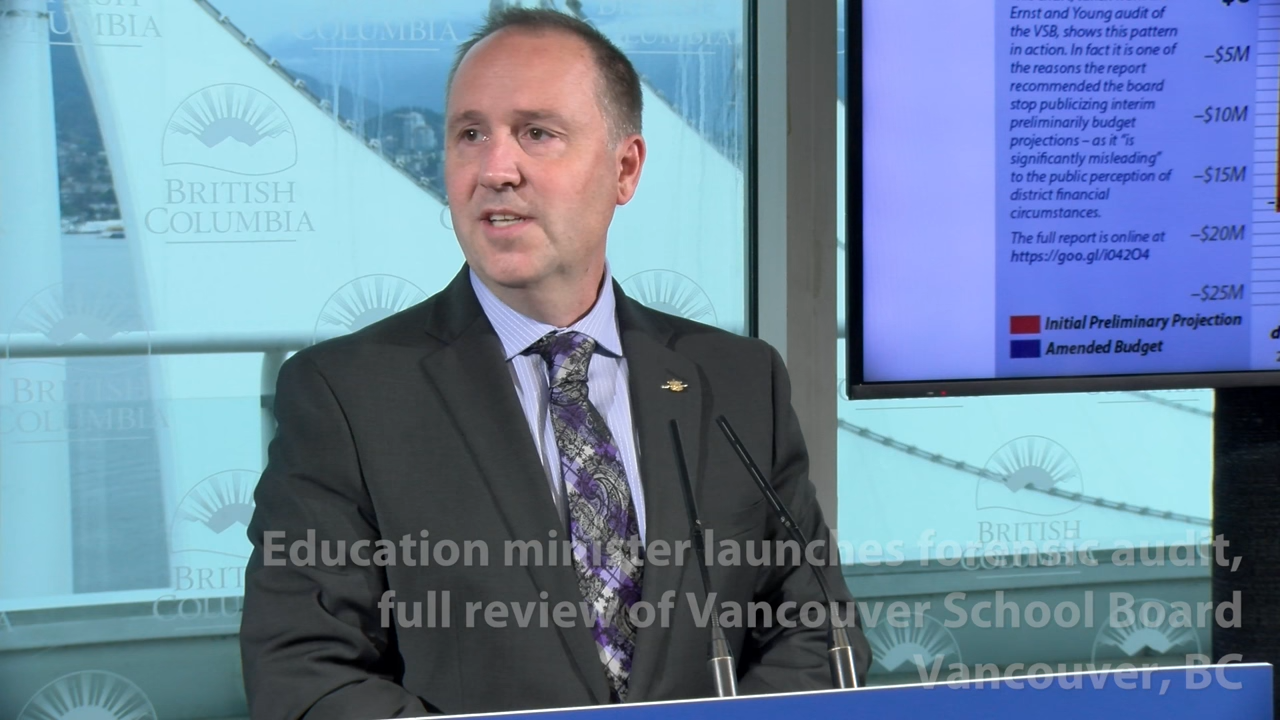 BRITISH
COLUMBIA
BRITISH
COLUMBIA
Ernst and Young audit of
the VSB, shows this pattern
in action. In fact it is one of
the reasons the report
recommended the board
stop publicizing interim
preliminarily budget
projections – as it "is
significantly misleading"
to the public perception of
district financial
circumstances.
The full report is online at
https://goo.gl/i042O4
–$5M
–$10M
–$15M
–$20M
–$25M
Initial Preliminary Projection
Amended Budget
BRITISH
COLUMBIA
Education minister launches forensic audit,
full review of Vancouver School Board
Vancouver, BC